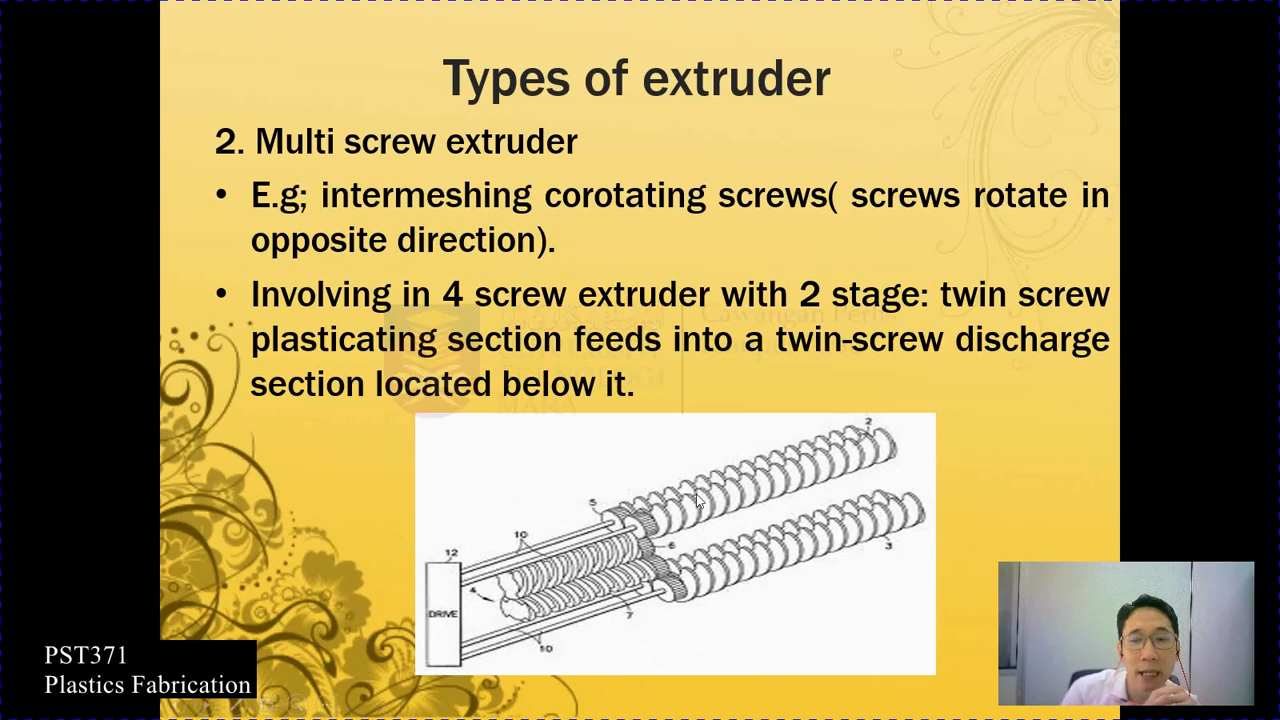 Types of extruder
2. Multi screw extruder
• E.g; intermeshing corotating screws( screws rotate in
opposite direction).
• Involving in 4 screw extruder with 2 stage: twin screw
plasticating section feeds into a twin-screw discharge
section located below it.
2
5
10
12
6
3
4
DRIVE
7
10
PST371
Plastics Fabrication